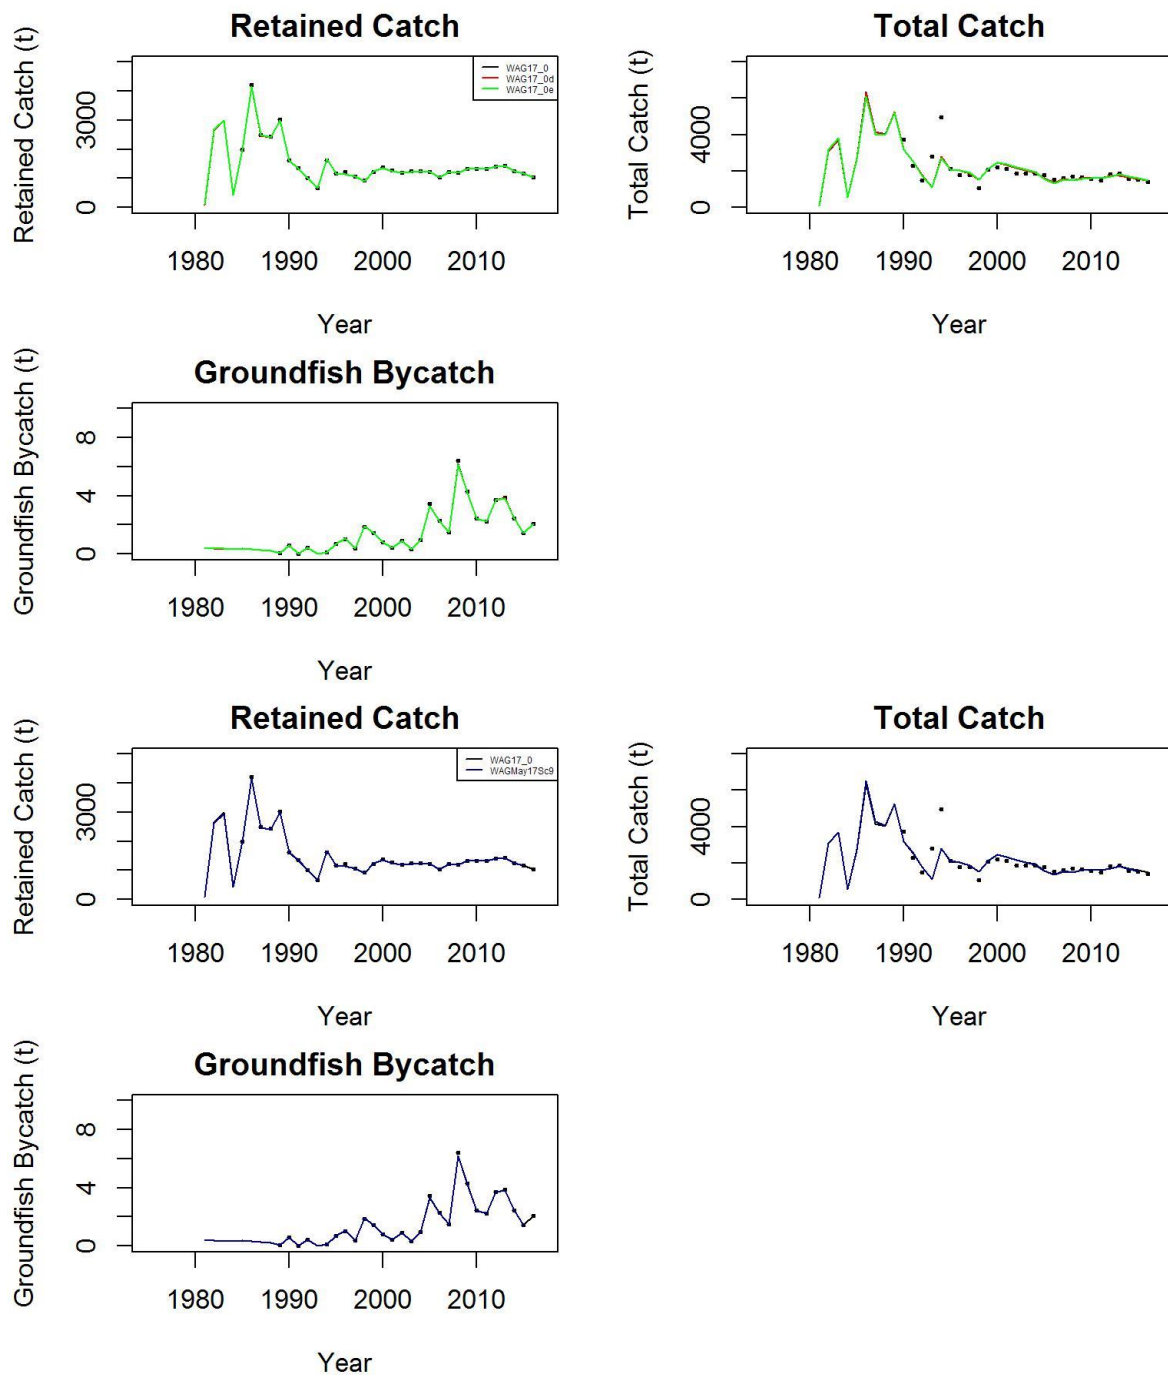 Retained Catch
Retained Catch (t)
3000
0
WAG17_0
WAG17_0d
WAG17_0e
1980 1990 2000 2010
Year
Total Catch
Total Catch (t)
4000
0
1980 1990 2000 2010
Year
Groundfish Bycatch
Groundfish Bycatch (t)
8
4
0
1980 1990 2000 2010
Year
Retained Catch
Retained Catch (t)
3000
0
WAG17_0
WAGMay17Sc9
1980 1990 2000 2010
Year
Total Catch
Total Catch (t)
4000
0
1980 1990 2000 2010
Year
Groundfish Bycatch
Groundfish Bycatch (t)
8
4
0
1980 1990 2000 2010
Year